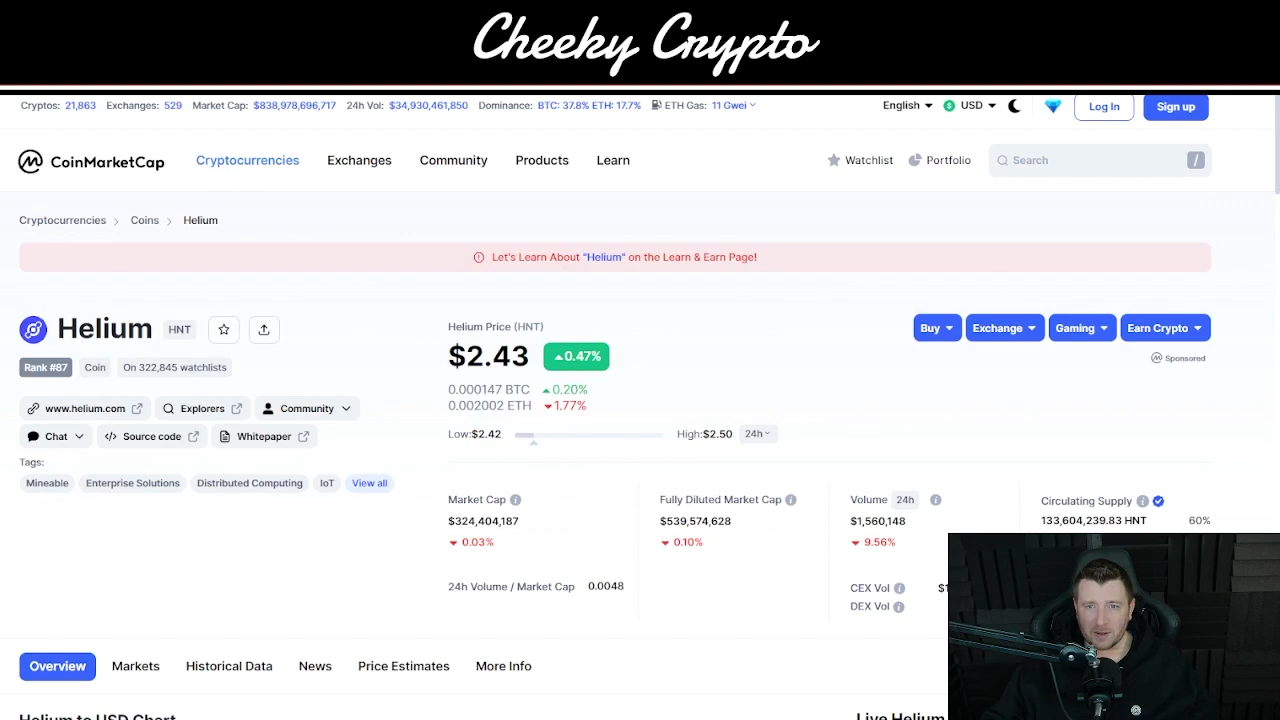 Cheeky Crypto
Cryptos: 21,863 Exchanges: 529 Market Cap: $838,978,696,717 24h Vol: $34,930,461,850 Dominance: BTC: 37.8% ETH: 17.7% ETH Gas: 11 Gwei English USD Log In Sign up
CoinMarketCap Cryptocurrencies Exchanges Community Products Learn Watchlist Portfolio Search /
Cryptocurrencies Coins Helium
Let's Learn About "Helium" on the Learn & Earn Page!
Helium HNT
Rank #87 Coin On 322,845 watchlists
www.helium.com Explorers Community
Chat Source code Whitepaper
Tags:
Mineable Enterprise Solutions Distributed Computing IoT View all
Helium Price (HNT)
$2.43 0.47%
0.000147 BTC 0.20%
0.002002 ETH 1.77%
Low:$2.42 High:$2.50 24h
Buy Exchange Gaming Earn Crypto
Sponsored
Market Cap
$324,404,187
0.03%
24h Volume / Market Cap 0.0048
Fully Diluted Market Cap
$539,574,628
0.10%
Volume 24h
$1,560,148
9.56%
CEX Vol
DEX Vol
Circulating Supply
133,604,239.83 HNT 60%
Overview Markets Historical Data News Price Estimates More Info
Helium to USD Chart
Live Helium